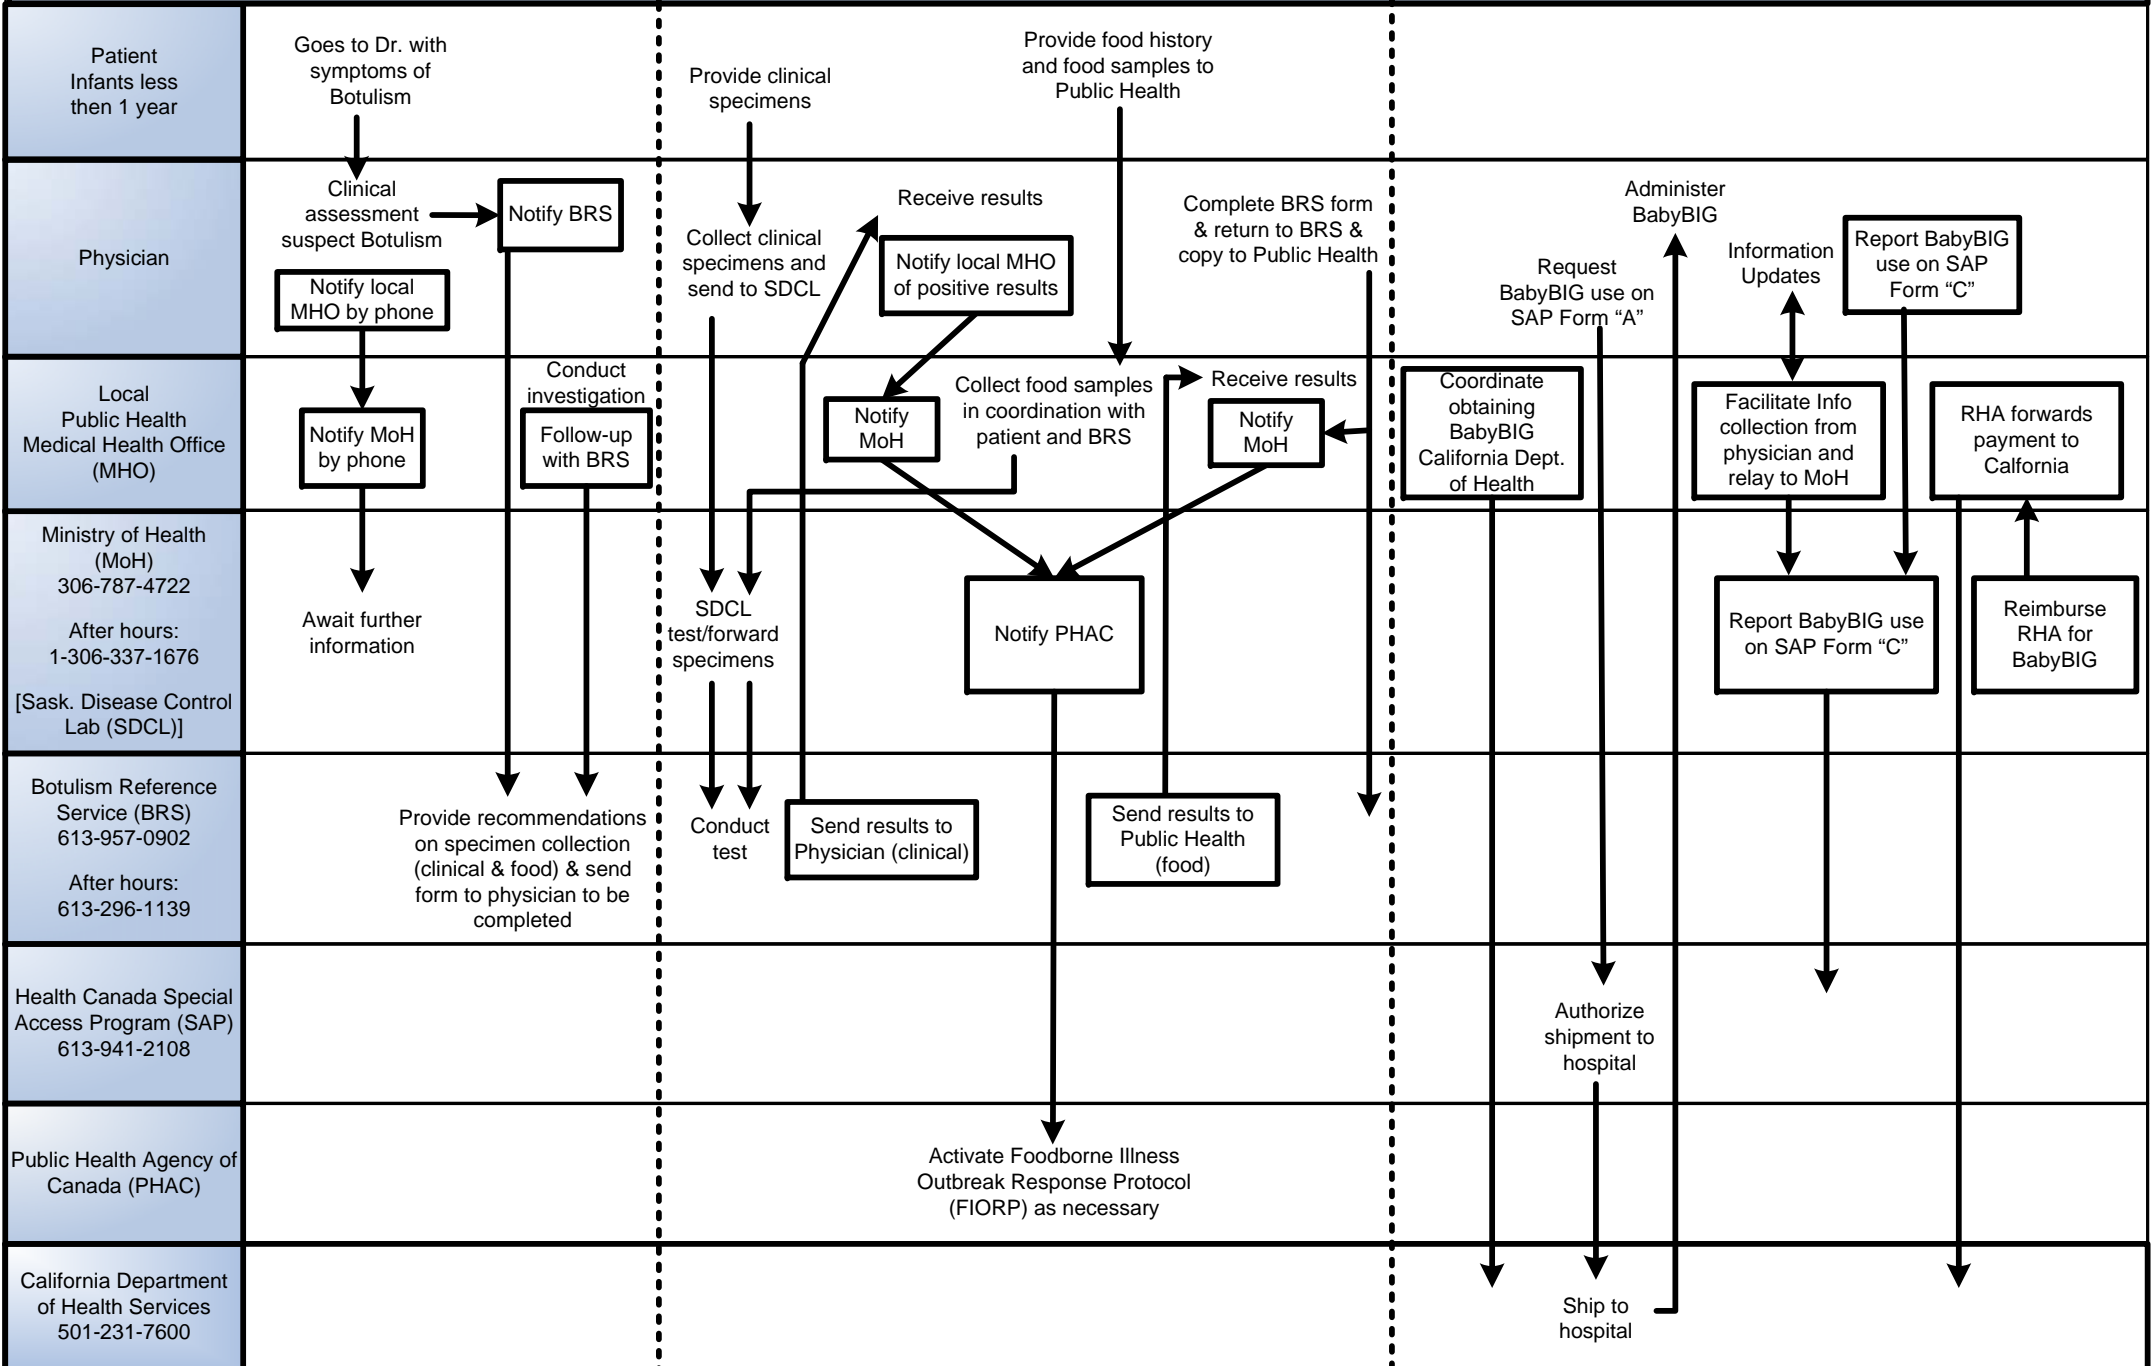 Patient
Infants less
then 1 year
Goes to Dr. with
symptoms of
Botulism
Provide clinical
specimens
Provide food history
and food samples to
Public Health
Physician
Clinical
assessment
suspect Botulism
Notify BRS
Notify local
MHO by phone
Collect clinical
specimens and
send to SDCL
Receive results
Notify local MHO
of positive results
Complete BRS form
& return to BRS &
copy to Public Health
Request
BabyBIG use on
SAP Form “A”
Administer
BabyBIG
Information
Updates
Report BabyBIG
use on SAP
Form “C”
Local
Public Health
Medical Health Office
(MHO)
Notify MoH
by phone
Conduct
investigation
Follow-up
with BRS
Notify
MoH
Collect food samples
in coordination with
patient and BRS
Receive results
Notify
MoH
Coordinate
obtaining
BabyBIG
California Dept.
of Health
Facilitate Info
collection from
physician and
relay to MoH
RHA forwards
payment to
Calfornia
Ministry of Health
(MoH)
306-787-4722
After hours:
1-306-337-1676
[Sask. Disease Control
Lab (SDCL)]
Await further
information
SDCL
test/forward
specimens
Notify PHAC
Report BabyBIG use
on SAP Form “C”
Reimburse
RHA for
BabyBIG
Botulism Reference
Service (BRS)
613-957-0902
After hours:
613-296-1139
Provide recommendations
on specimen collection
(clinical & food) & send
form to physician to be
completed
Conduct
test
Send results to
Physician (clinical)
Send results to
Public Health
(food)
Health Canada Special
Access Program (SAP)
613-941-2108
Authorize
shipment to
hospital
Public Health Agency of
Canada (PHAC)
Activate Foodborne Illness
Outbreak Response Protocol
(FIORP) as necessary
California Department
of Health Services
501-231-7600
Ship to
hospital